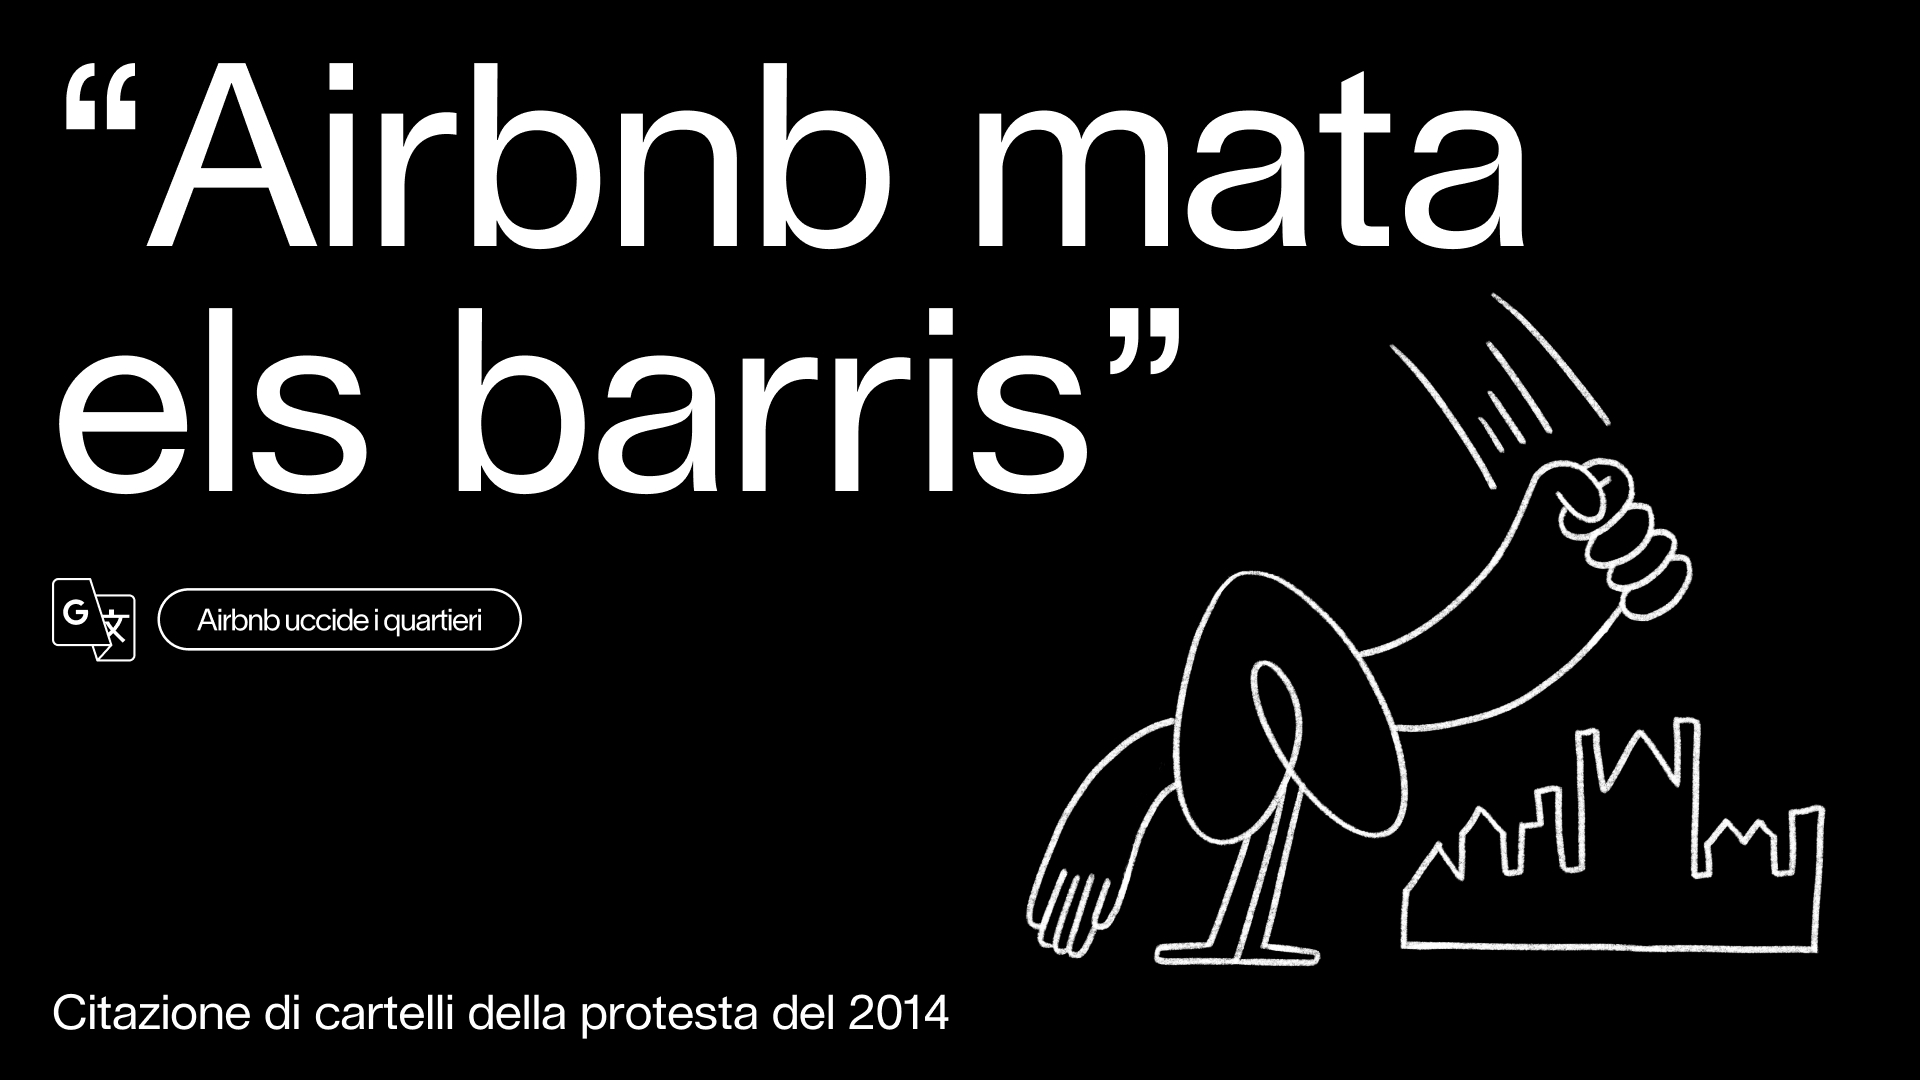 “Airbnb mata
els barris”
G 文
Airbnb uccide i quartieri
Citazione di cartelli della protesta del 2014